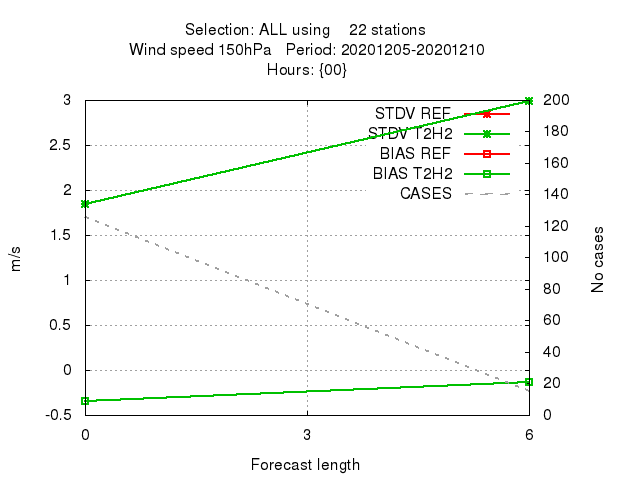 Selection: ALL using    22 stations
Wind speed 150hPa   Period: 20201205-20201210
Hours: {00}
3 200
STDV REF
180
2.5 STDV T2H2
160
BIAS REF
BIAS T2H2
2 CASES 140
1.5 120
m/s 1 100 No cases
80
0.5 60
40
0 20
-0.5 0
0 3 6
Forecast length